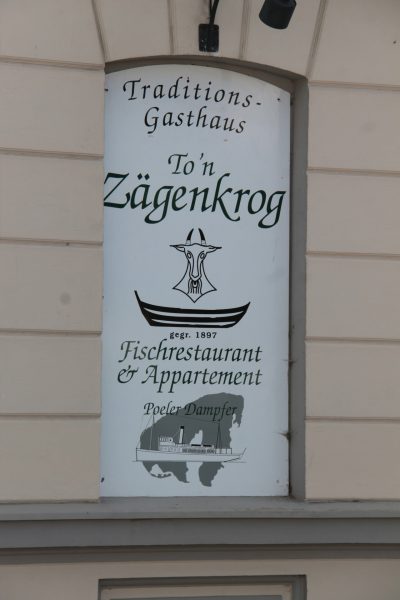 Traditions-
Gasthaus
To'n
Zägenkrog
gegr. 1897
Fischrestaurant
& Appartement
Poeler Dampfer